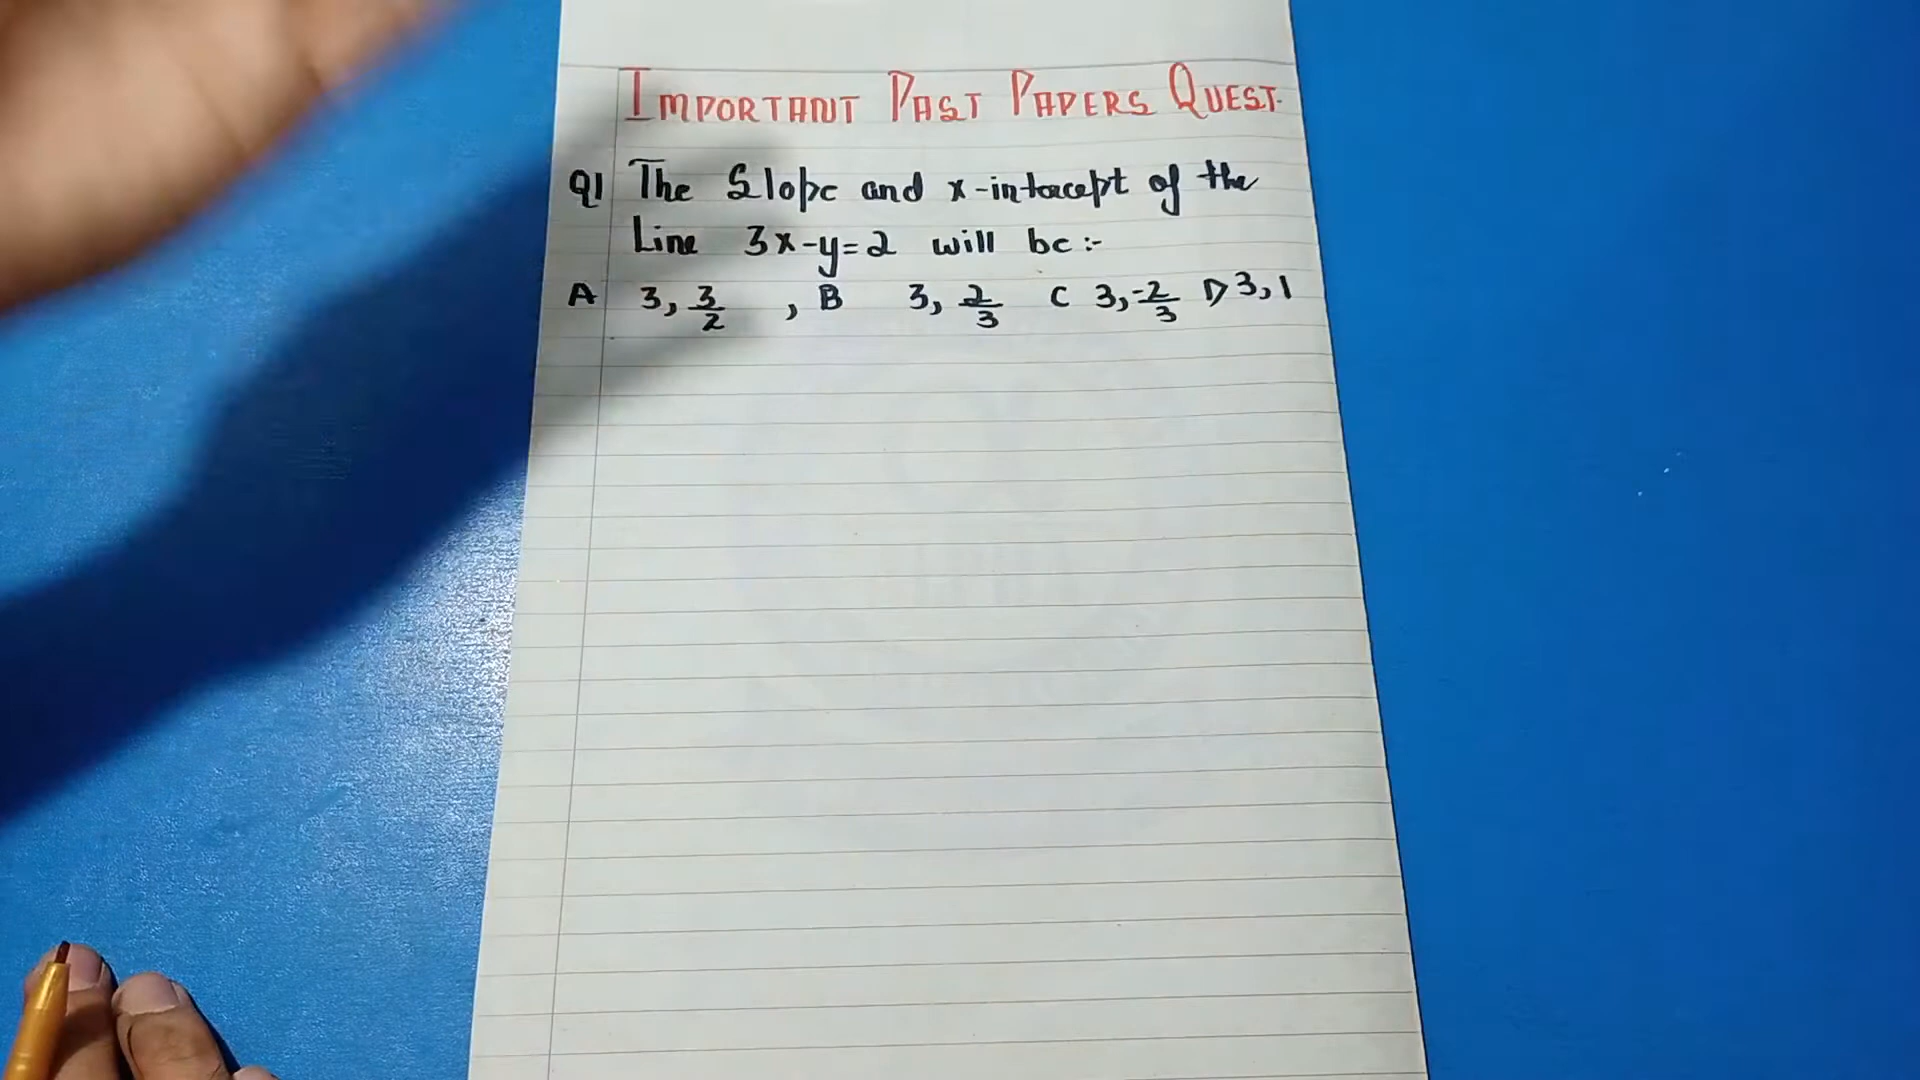 IMPORTANT PAST PAPERS QUEST.
Q1 The Slope and x-intercept of the
Line 3x-y=2 will be :-
A 3, 3/2 , B 3, 2/3 C 3, -2/3 D 3, 1